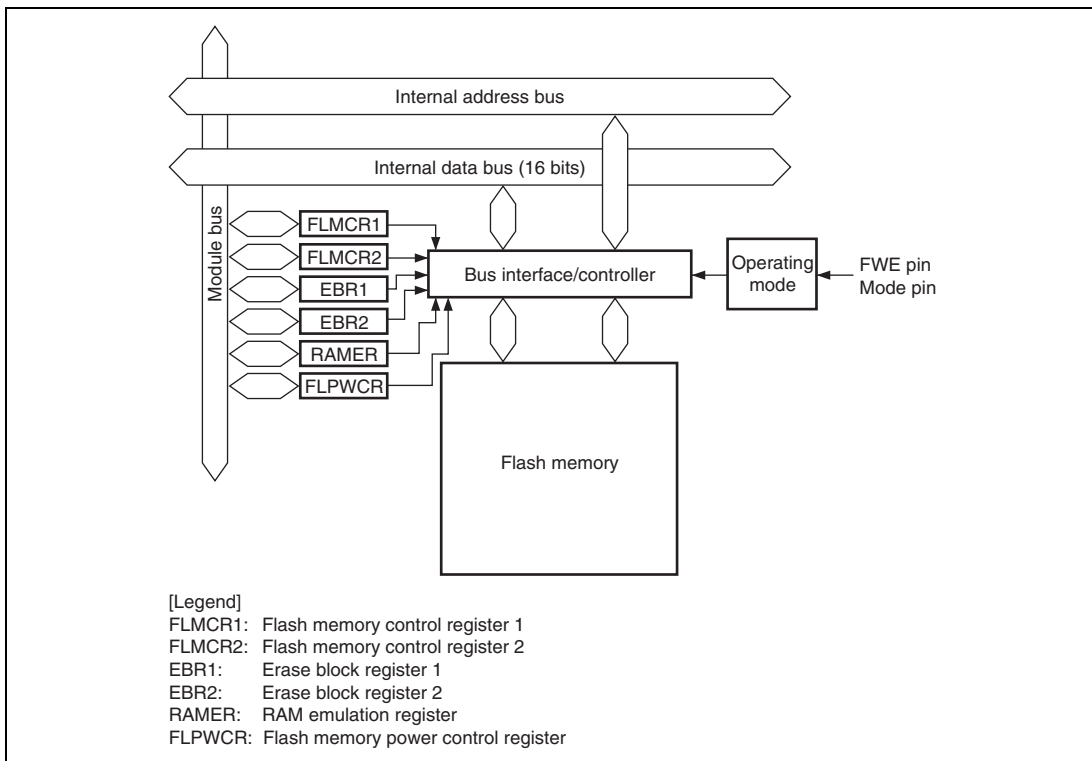 Internal address bus
Internal data bus (16 bits)
Module bus
FLMCR1
FLMCR2
EBR1
EBR2
RAMER
FLPWCR
Bus interface/controller
Operating
mode
FWE pin
Mode pin
Flash memory
[Legend]
FLMCR1: Flash memory control register 1
FLMCR2: Flash memory control register 2
EBR1: Erase block register 1
EBR2: Erase block register 2
RAMER: RAM emulation register
FLPWCR: Flash memory power control register